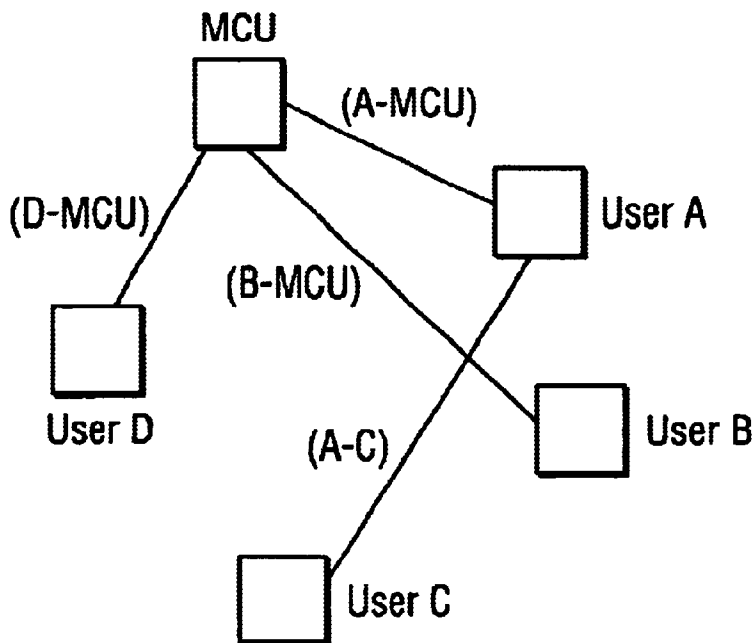 MCU
(A-MCU)
User A
(D-MCU)
(B-MCU)
User D
User B
(A-C)
User C